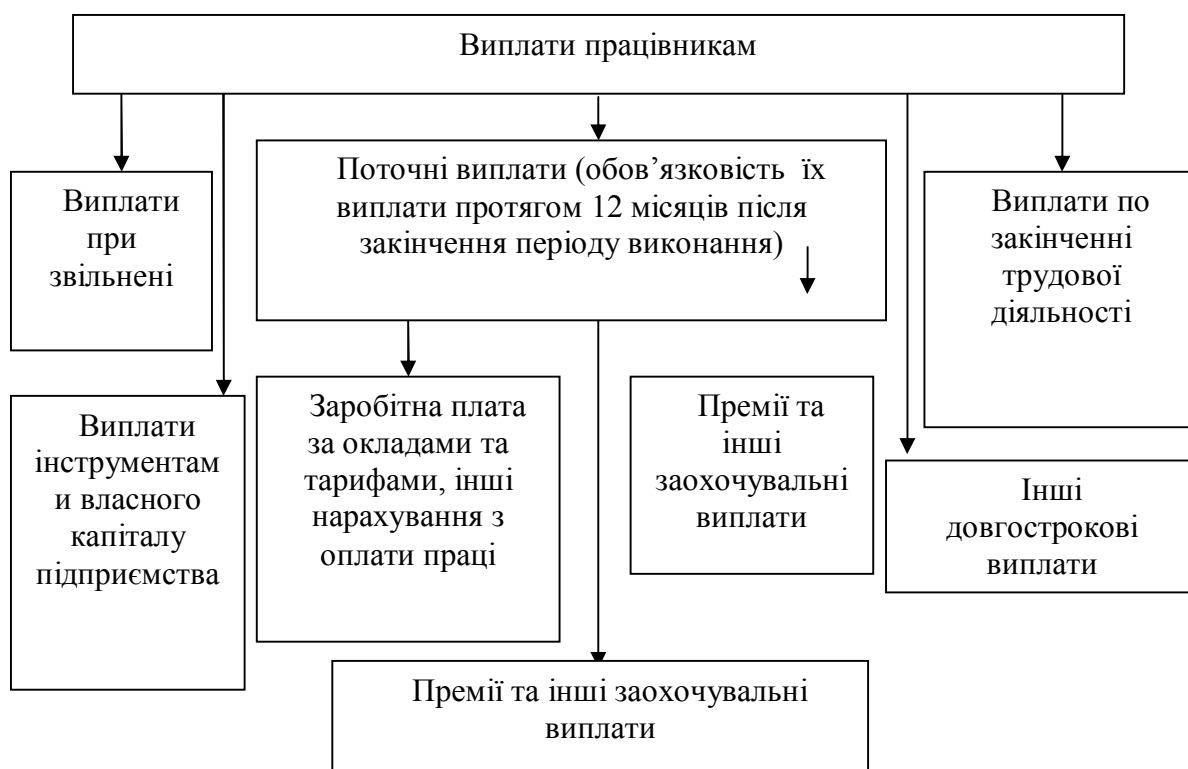 Виплати працівникам
Виплати
при
звільнені
Поточні виплати (обов’язковість їх
виплати протягом 12 місяців після
закінчення періоду виконання)
Виплати по
закінченні
трудової
діяльності
Виплати
інструментам
и власного
капіталу
підприємства
Заробітна плата
за окладами та
тарифами, інші
нарахування з
оплати праці
Премії та
інші
заохочувальні
виплати
Інші
довгострокові
виплати
Премії та інші заохочувальні
виплати